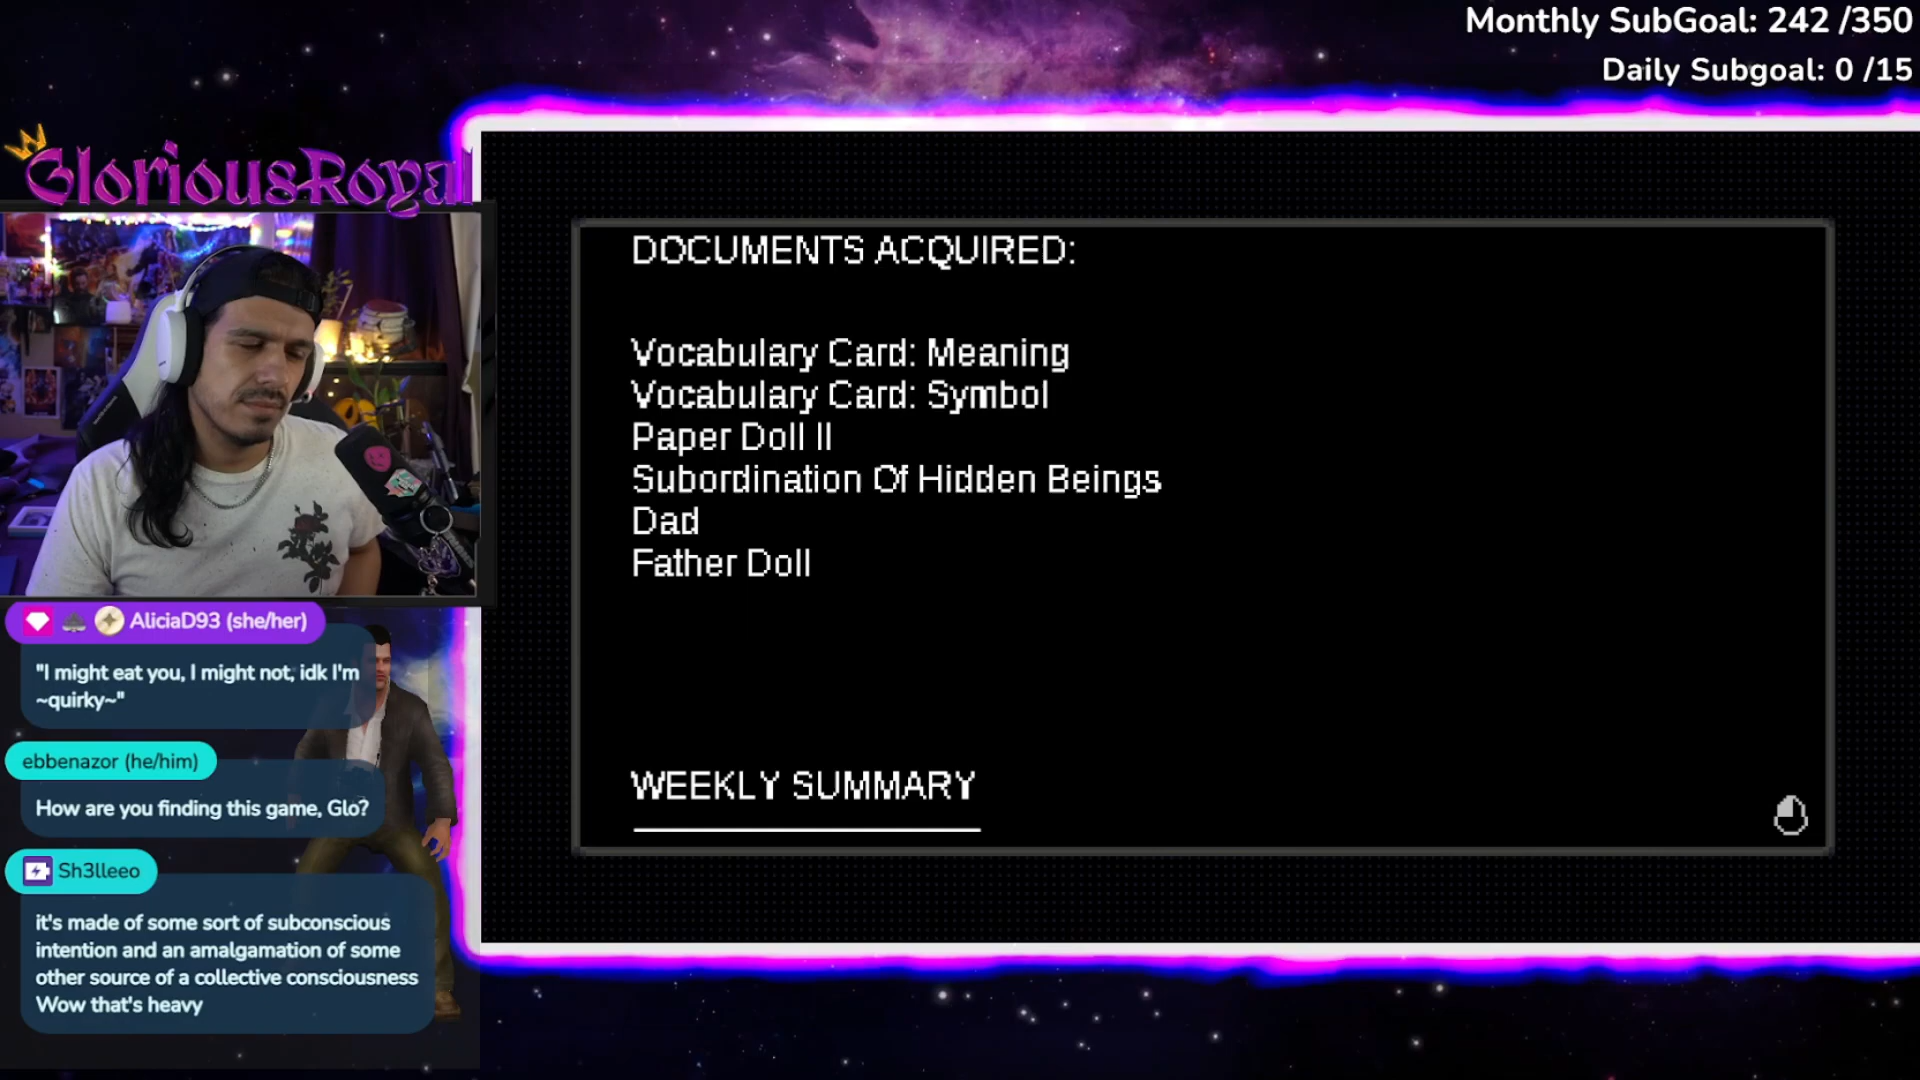 Monthly SubGoal: 242 /350
Daily Subgoal: 0 /15
GloriousRoyal
DOCUMENTS ACQUIRED:
Vocabulary Card: Meaning
Vocabulary Card: Symbol
Paper Doll II
Subordination Of Hidden Beings
Dad
Father Doll
WEEKLY SUMMARY
AliciaD93 (she/her)
"I might eat you, I might not, idk I'm
~quirky~"
ebbenazor (he/him)
How are you finding this game, Glo?
Sh3lleeo
it's made of some sort of subconscious
intention and an amalgamation of some
other source of a collective consciousness
Wow that's heavy